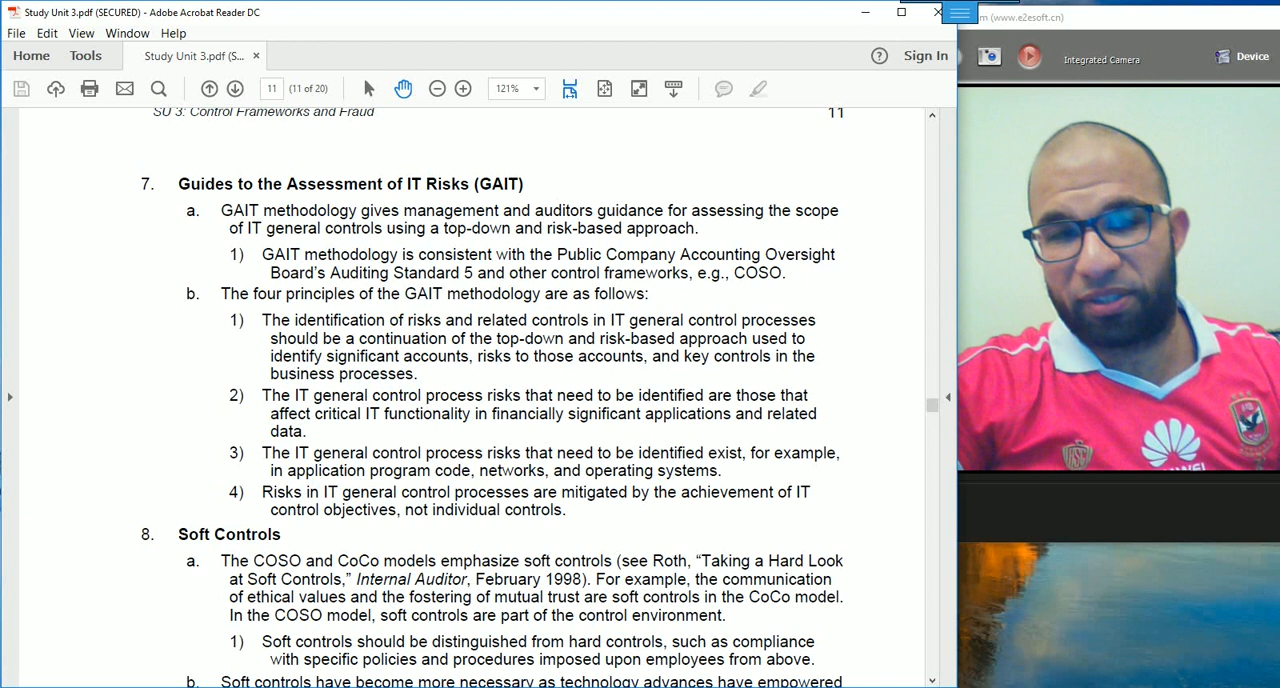 Study Unit 3.pdf (SECURED) - Adobe Acrobat Reader DC
m (www.e2esoft.cn)
File Edit View Window Help
Home Tools Study Unit 3.pdf (S... × Sign In
Integrated Camera Device
11 (11 of 20) 121%
SU 3: Control Frameworks and Fraud 11
7. Guides to the Assessment of IT Risks (GAIT)
a. GAIT methodology gives management and auditors guidance for assessing the scope
of IT general controls using a top-down and risk-based approach.
1) GAIT methodology is consistent with the Public Company Accounting Oversight
Board's Auditing Standard 5 and other control frameworks, e.g., COSO.
b. The four principles of the GAIT methodology are as follows:
1) The identification of risks and related controls in IT general control processes
should be a continuation of the top-down and risk-based approach used to
identify significant accounts, risks to those accounts, and key controls in the
business processes.
2) The IT general control process risks that need to be identified are those that
affect critical IT functionality in financially significant applications and related
data.
3) The IT general control process risks that need to be identified exist, for example,
in application program code, networks, and operating systems.
4) Risks in IT general control processes are mitigated by the achievement of IT
control objectives, not individual controls.
8. Soft Controls
a. The COSO and CoCo models emphasize soft controls (see Roth, “Taking a Hard Look
at Soft Controls,” Internal Auditor, February 1998). For example, the communication
of ethical values and the fostering of mutual trust are soft controls in the CoCo model.
In the COSO model, soft controls are part of the control environment.
1) Soft controls should be distinguished from hard controls, such as compliance
with specific policies and procedures imposed upon employees from above.
b. Soft controls have become more necessary as technology advances have empowered